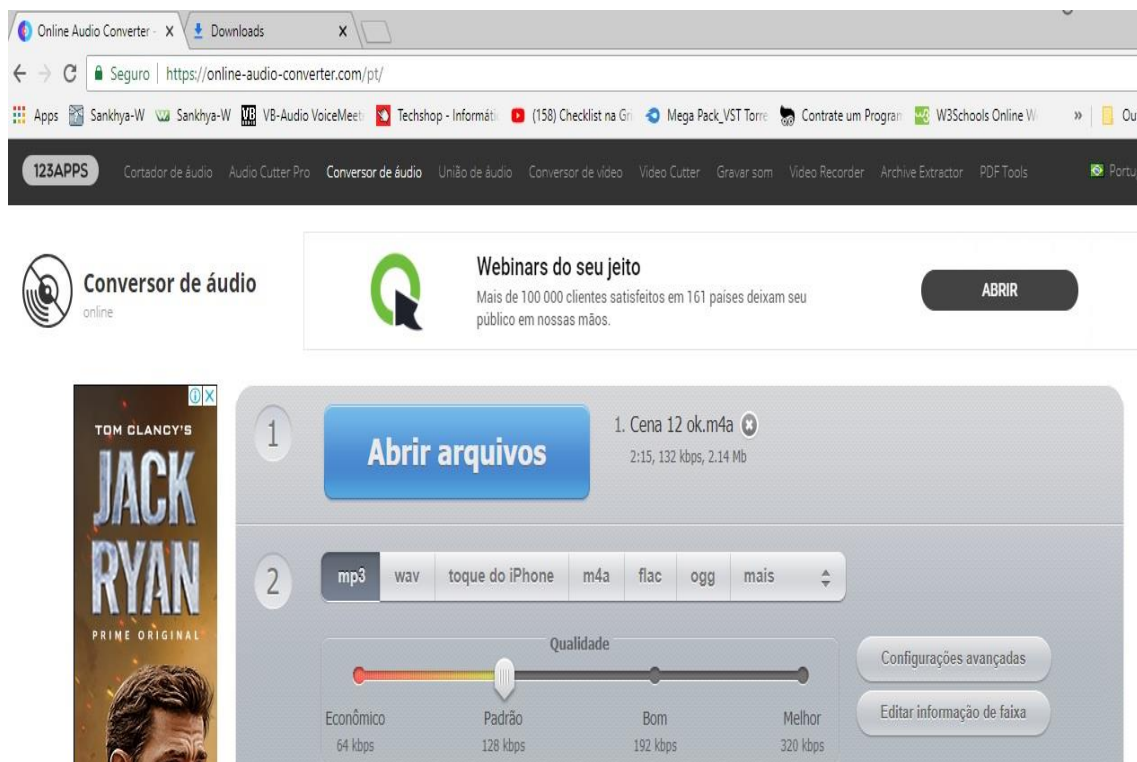 Online Audio Converter - X Downloads X
Seguro | https://online-audio-converter.com/pt/
Apps Sankhya-W Sankhya-W VB-Audio VoiceMeet Techshop - Informáti (158) Checklist na Gr Mega Pack_VST Torre Contrate um Program W3Schools Online W » Ou
123APPS Cortador de áudio Audio Cutter Pro Conversor de áudio União de áudio Conversor de vídeo Video Cutter Gravar som Video Recorder Archive Extractor PDF Tools Portu
Conversor de áudio
online
Webinars do seu jeito
Mais de 100 000 clientes satisfeitos em 161 países deixam seu
público em nossas mãos.
ABRIR
TOM CLANCY'S
JACK
RYAN
PRIME ORIGINAL
1
Abrir arquivos
1. Cena 12 ok.m4a
2:15, 132 kbps, 2.14 Mb
2
mp3 wav toque do iPhone m4a flac ogg mais
Qualidade
Econômico Padrão Bom Melhor
64 kbps 128 kbps 192 kbps 320 kbps
Configurações avançadas
Editar informação de faixa